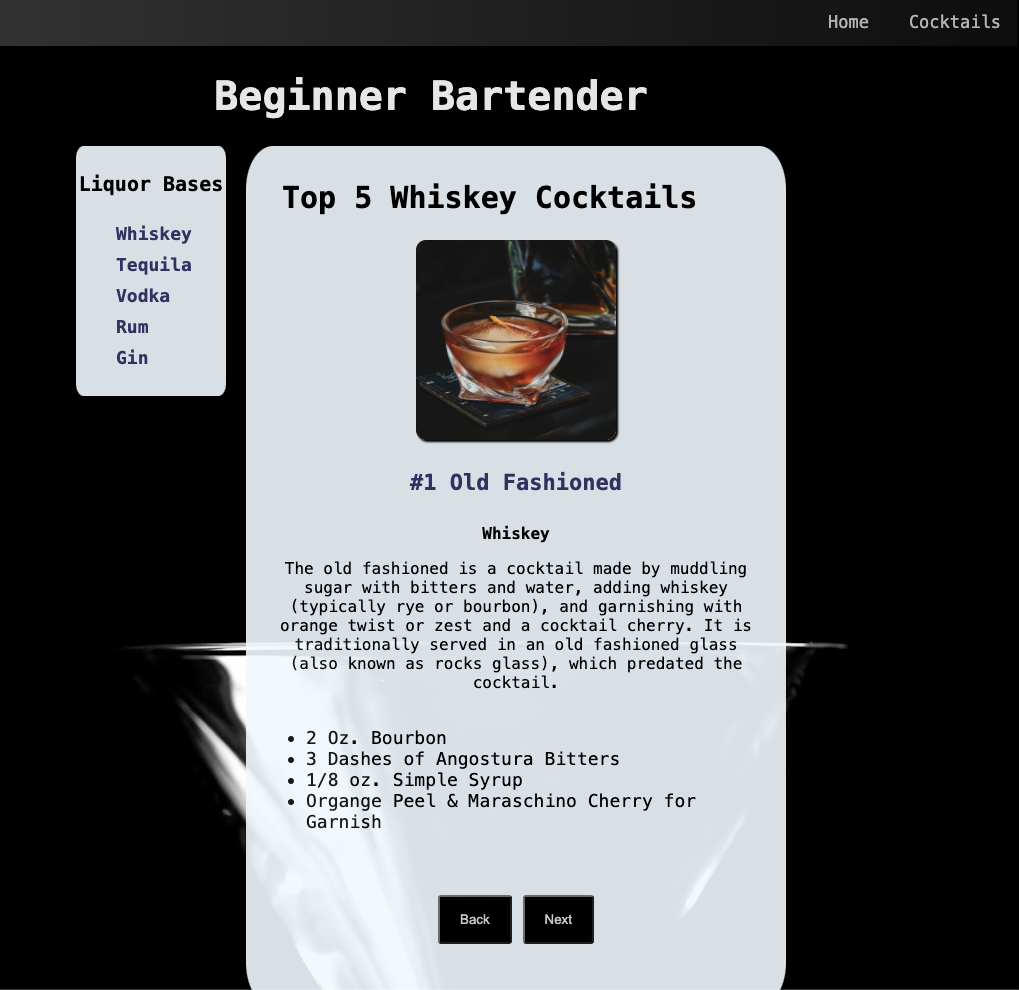 Home Cocktails
Beginner Bartender
Liquor Bases
Whiskey
Tequila
Vodka
Rum
Gin
Top 5 Whiskey Cocktails
#1 Old Fashioned
Whiskey
The old fashioned is a cocktail made by muddling
sugar with bitters and water, adding whiskey
(typically rye or bourbon), and garnishing with
orange twist or zest and a cocktail cherry. It is
traditionally served in an old fashioned glass
(also known as rocks glass), which predated the
cocktail.
• 2 Oz. Bourbon
• 3 Dashes of Angostura Bitters
• 1/8 oz. Simple Syrup
• Organge Peel & Maraschino Cherry for
Garnish
Back Next